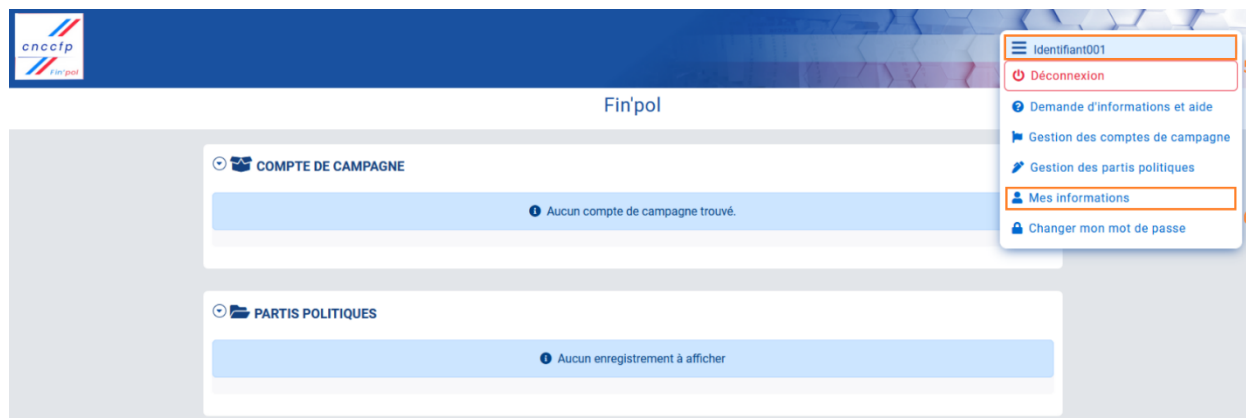 cnccfp
Fin'pol
Identifiant001
Déconnexion
Fin'pol
Demande d'informations et aide
Gestion des comptes de campagne
COMPTE DE CAMPAGNE
Gestion des partis politiques
Mes informations
Aucun compte de campagne trouvé.
Changer mon mot de passe
PARTIS POLITIQUES
Aucun enregistrement à afficher